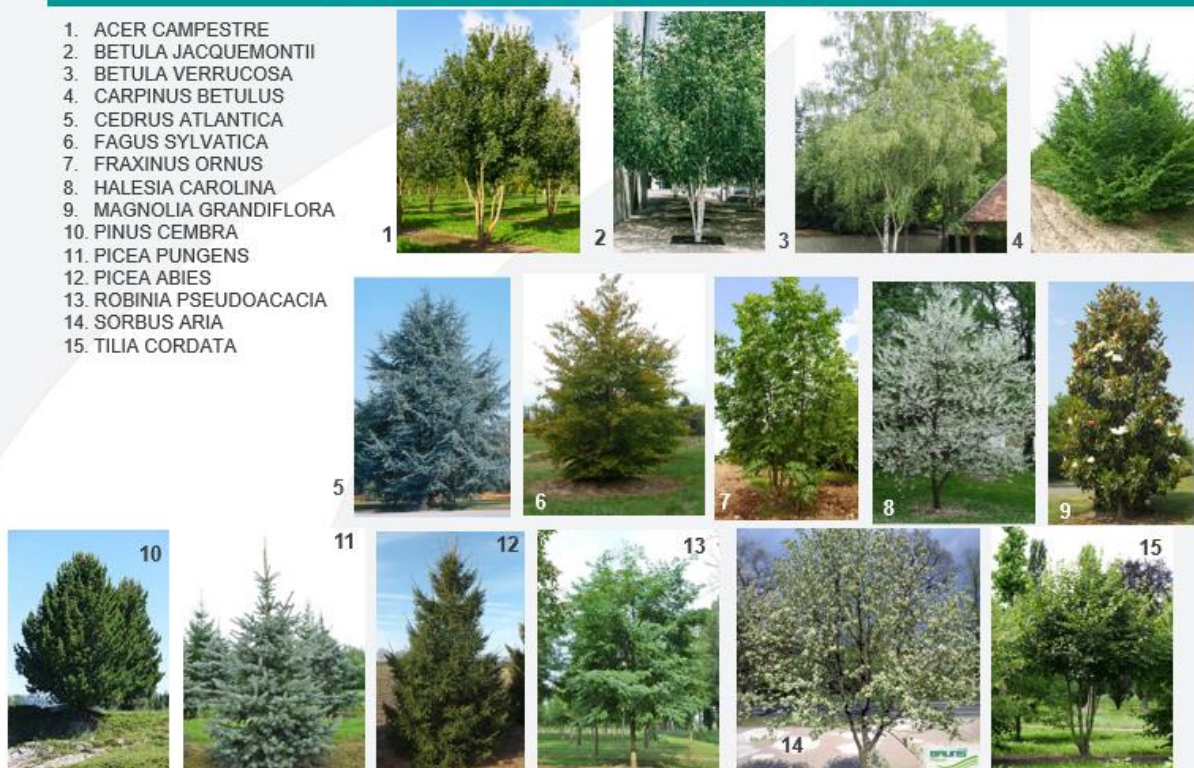 1. ACER CAMPESTRE
2. BETULA JACQUEMONTII
3. BETULA VERRUCOSA
4. CARPINUS BETULUS
5. CEDRUS ATLANTICA
6. FAGUS SYLVATICA
7. FRAXINUS ORNUS
8. HALESIA CAROLINA
9. MAGNOLIA GRANDIFLORA
10. PINUS CEMBRA
11. PICEA PUNGENS
12. PICEA ABIES
13. ROBINIA PSEUDOACACIA
14. SORBUS ARIA
15. TILIA CORDATA
1
2
3
4
5
6
7
8
9
10
11
12
13
14
BRUNS
15